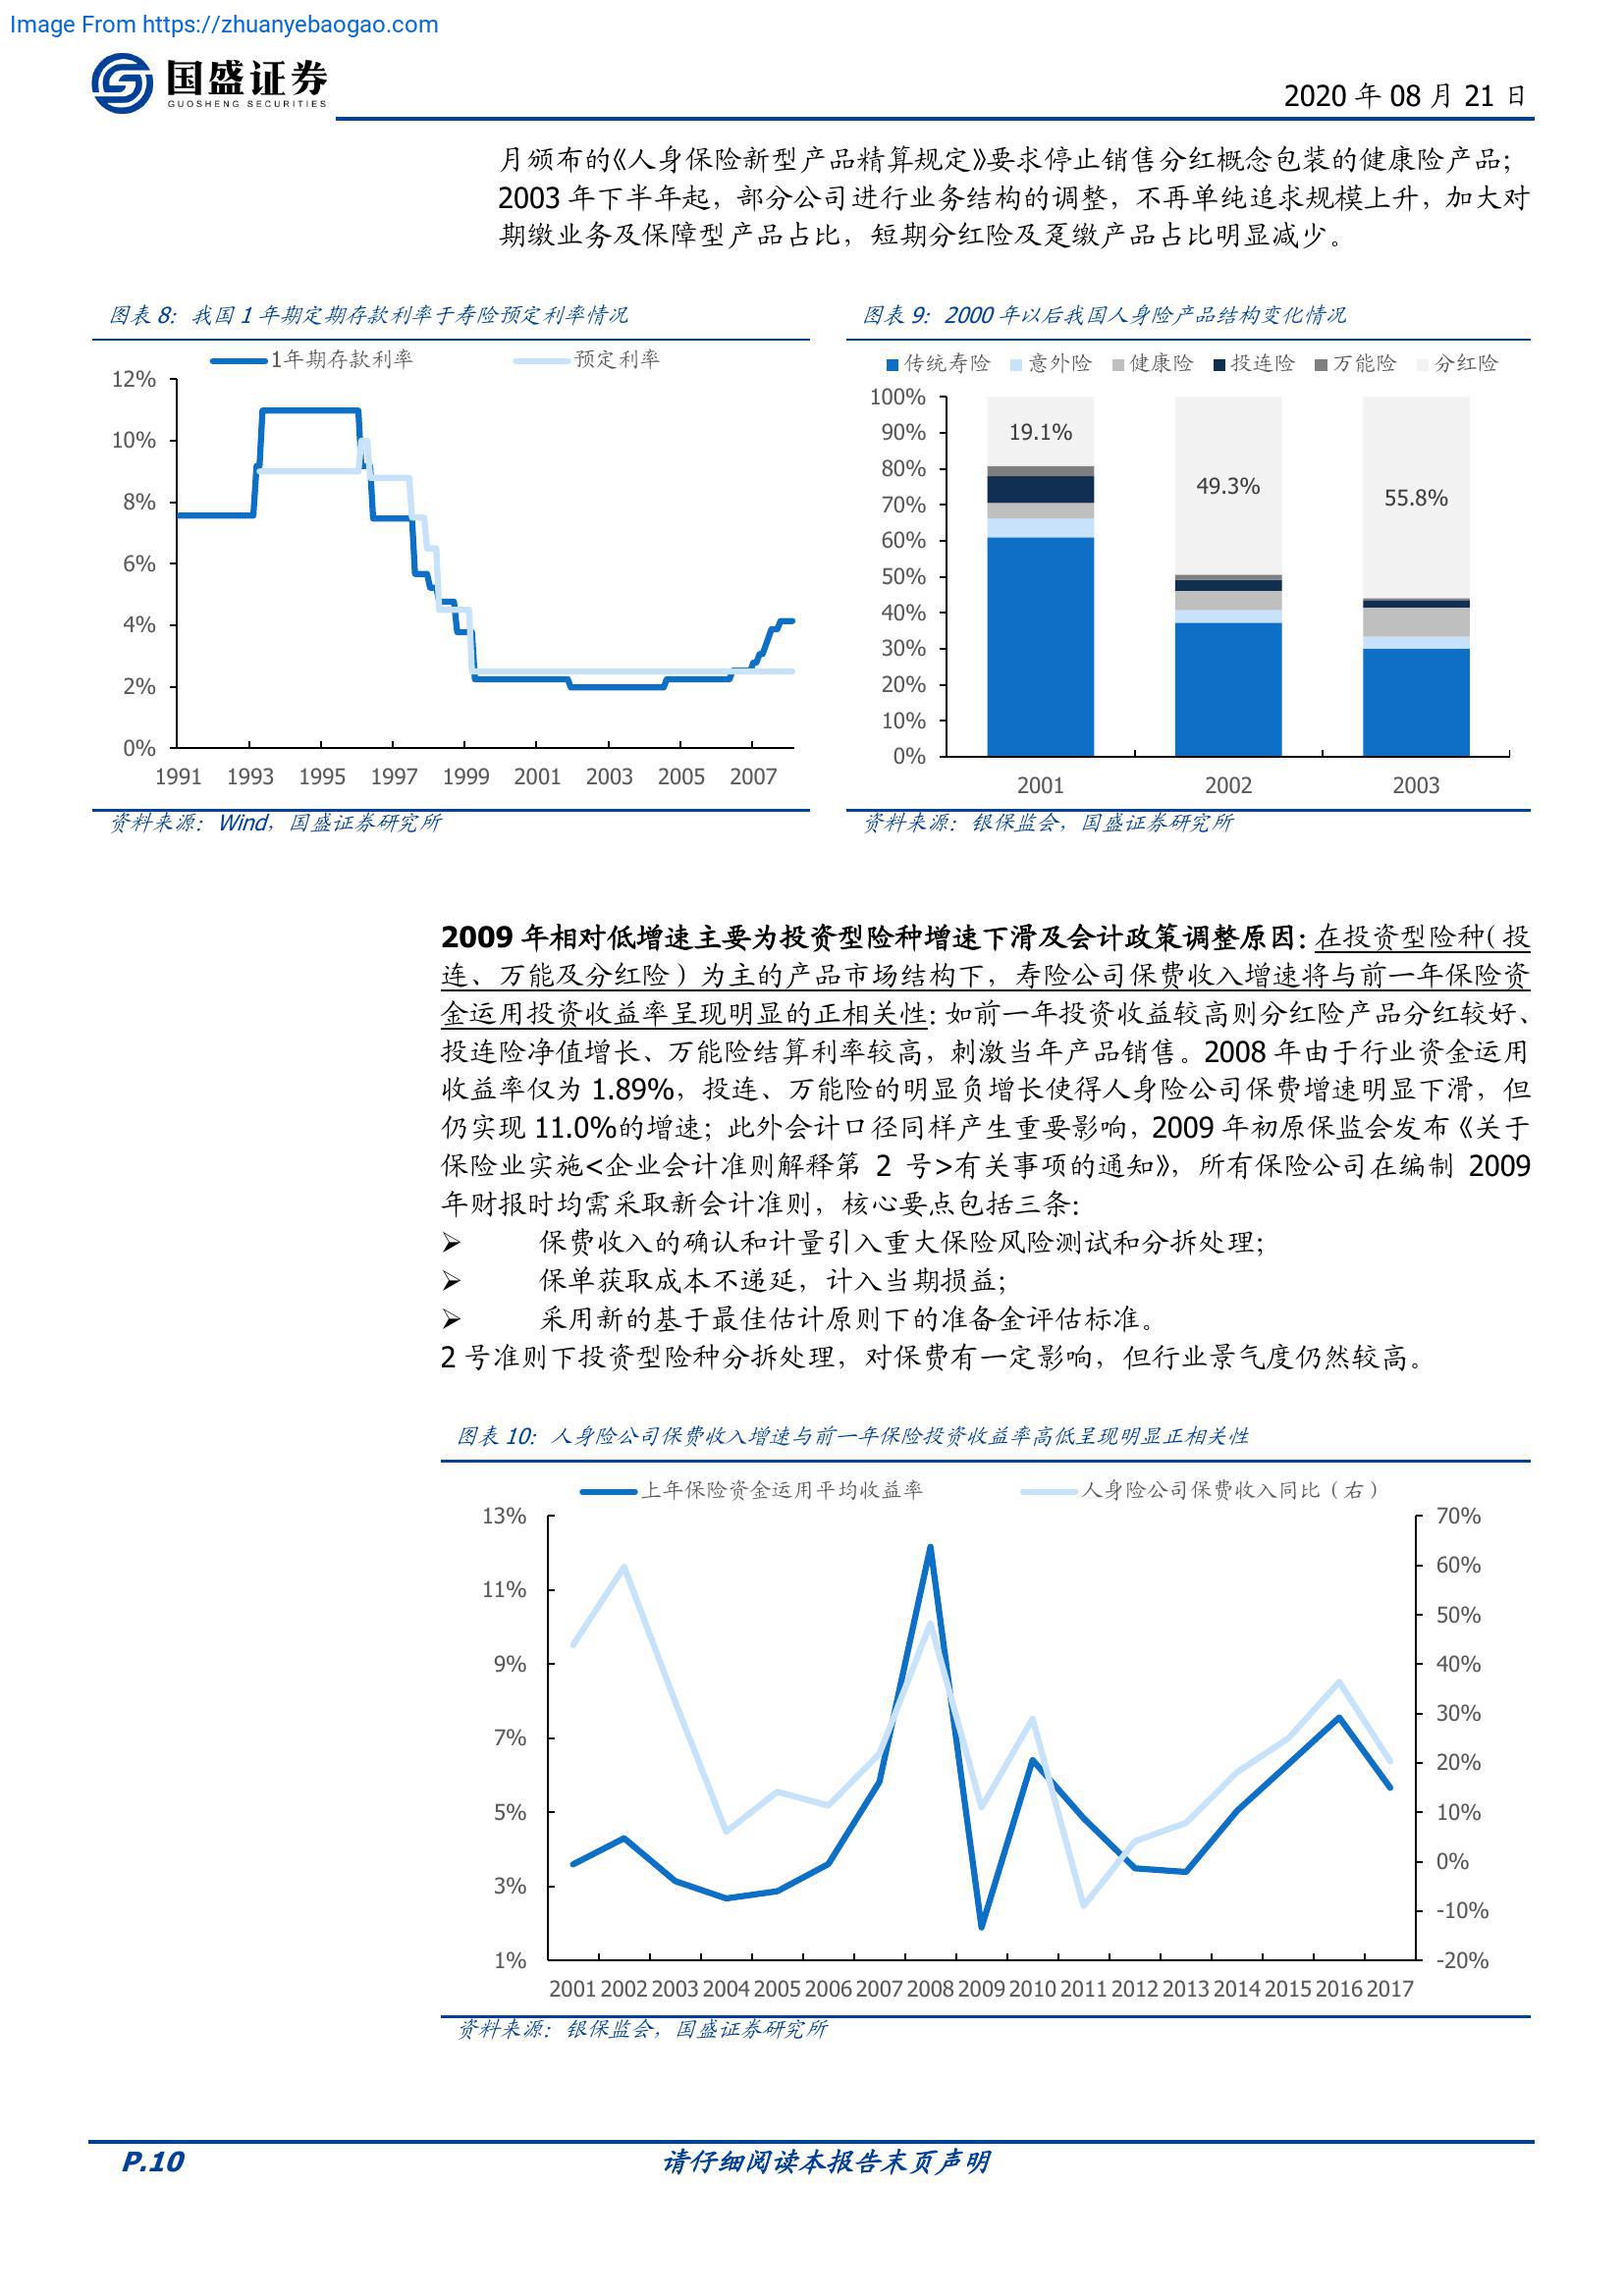 Image From https://zhuanyebaogao.com
国盛证券
GUOSHENG SECURITIES
2020 年 08 月 21 日
月颁布的《人身保险新型产品精算规定》要求停止销售分红概念包装的健康险产品；
2003 年下半年起，部分公司进行业务结构的调整，不再单纯追求规模上升，加大对
期缴业务及保障型产品占比，短期分红险及趸缴产品占比明显减少。
图表 8：我国 1 年期定期存款利率于寿险预定利率情况
1年期存款利率 预定利率
12%
10%
8%
6%
4%
2%
0%
1991 1993 1995 1997 1999 2001 2003 2005 2007
资料来源：Wind，国盛证券研究所
图表 9：2000 年以后我国人身险产品结构变化情况
传统寿险 意外险 健康险 投连险 万能险 分红险
100%
90%
80%
70%
60%
50%
40%
30%
20%
10%
0%
19.1%
49.3%
55.8%
2001 2002 2003
资料来源：银保监会，国盛证券研究所
2009 年相对低增速主要为投资型险种增速下滑及会计政策调整原因：在投资型险种（投
连、万能及分红险）为主的产品市场结构下，寿险公司保费收入增速将与前一年保险资
金运用投资收益率呈现明显的正相关性：如前一年投资收益较高则分红险产品分红较好、
投连险净值增长、万能险结算利率较高，刺激当年产品销售。2008 年由于行业资金运用
收益率仅为 1.89%，投连、万能险的明显负增长使得人身险公司保费增速明显下滑，但
仍实现 11.0%的增速；此外会计口径同样产生重要影响，2009 年初原保监会发布《关于
保险业实施<企业会计准则解释第 2 号>有关事项的通知》，所有保险公司在编制 2009
年财报时均需采取新会计准则，核心要点包括三条：
➢ 保费收入的确认和计量引入重大保险风险测试和分拆处理；
➢ 保单获取成本不递延，计入当期损益；
➢ 采用新的基于最佳估计原则下的准备金评估标准。
2 号准则下投资型险种分拆处理，对保费有一定影响，但行业景气度仍然较高。
图表 10：人身险公司保费收入增速与前一年保险投资收益率高低呈现明显正相关性
上年保险资金运用平均收益率 人身险公司保费收入同比（右）
13%
11%
9%
7%
5%
3%
1%
70%
60%
50%
40%
30%
20%
10%
0%
-10%
-20%
2001 2002 2003 2004 2005 2006 2007 2008 2009 2010 2011 2012 2013 2014 2015 2016 2017
资料来源：银保监会，国盛证券研究所
P.10 请仔细阅读本报告末页声明